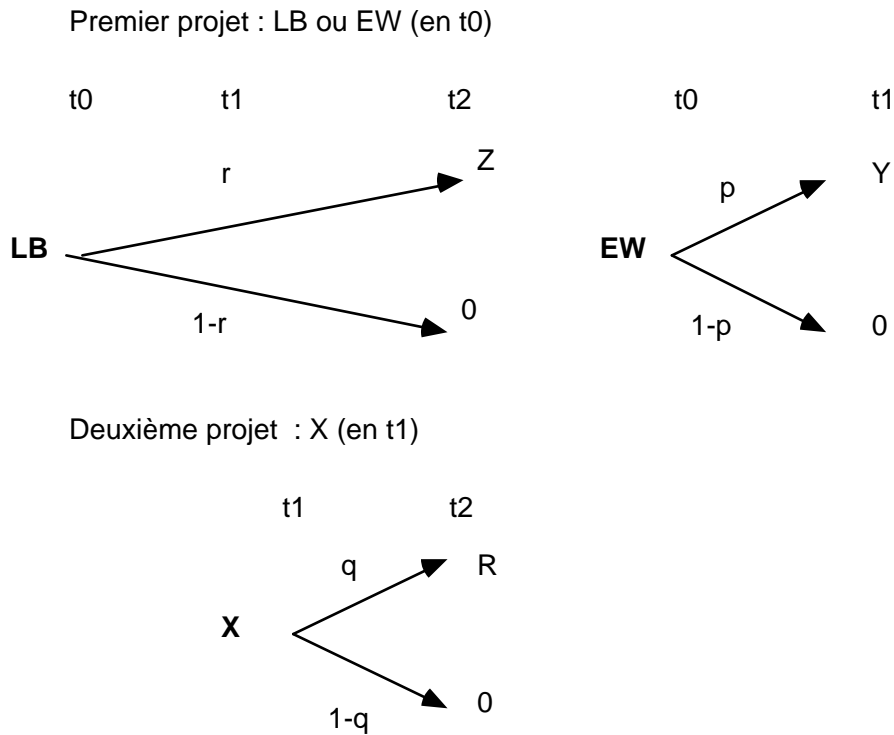 Premier projet : LB ou EW (en t0)
t0 t1 t2 t0 t1
r Z p Y
LB EW
1-r 0 1-p 0
Deuxième projet : X (en t1)
t1 t2
q R
X
1-q 0